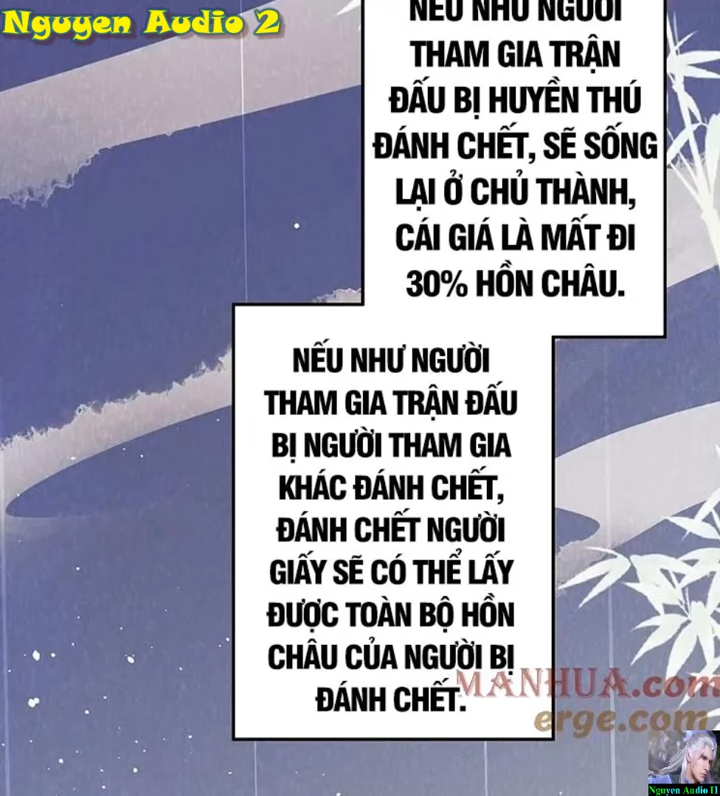 Nguyen Audio 2
NẾU NHƯ NGƯỜI
THAM GIA TRẬN
ĐẤU BỊ HUYỀN THÚ
ĐÁNH CHẾT, SẼ SỐNG
LẠI Ở CHỦ THÀNH,
CÁI GIÁ LÀ MẤT ĐI
30% HỒN CHÂU.
NẾU NHƯ NGƯỜI
THAM GIA TRẬN ĐẤU
BỊ NGƯỜI THAM GIA
KHÁC ĐÁNH CHẾT,
ĐÁNH CHẾT NGƯỜI
GIẤY SẼ CÓ THỂ LẤY
ĐƯỢC TOÀN BỘ HỒN
CHÂU CỦA NGƯỜI BỊ
ĐÁNH CHẾT.
MANHUA.com
erge.com
Nguyen Audio II